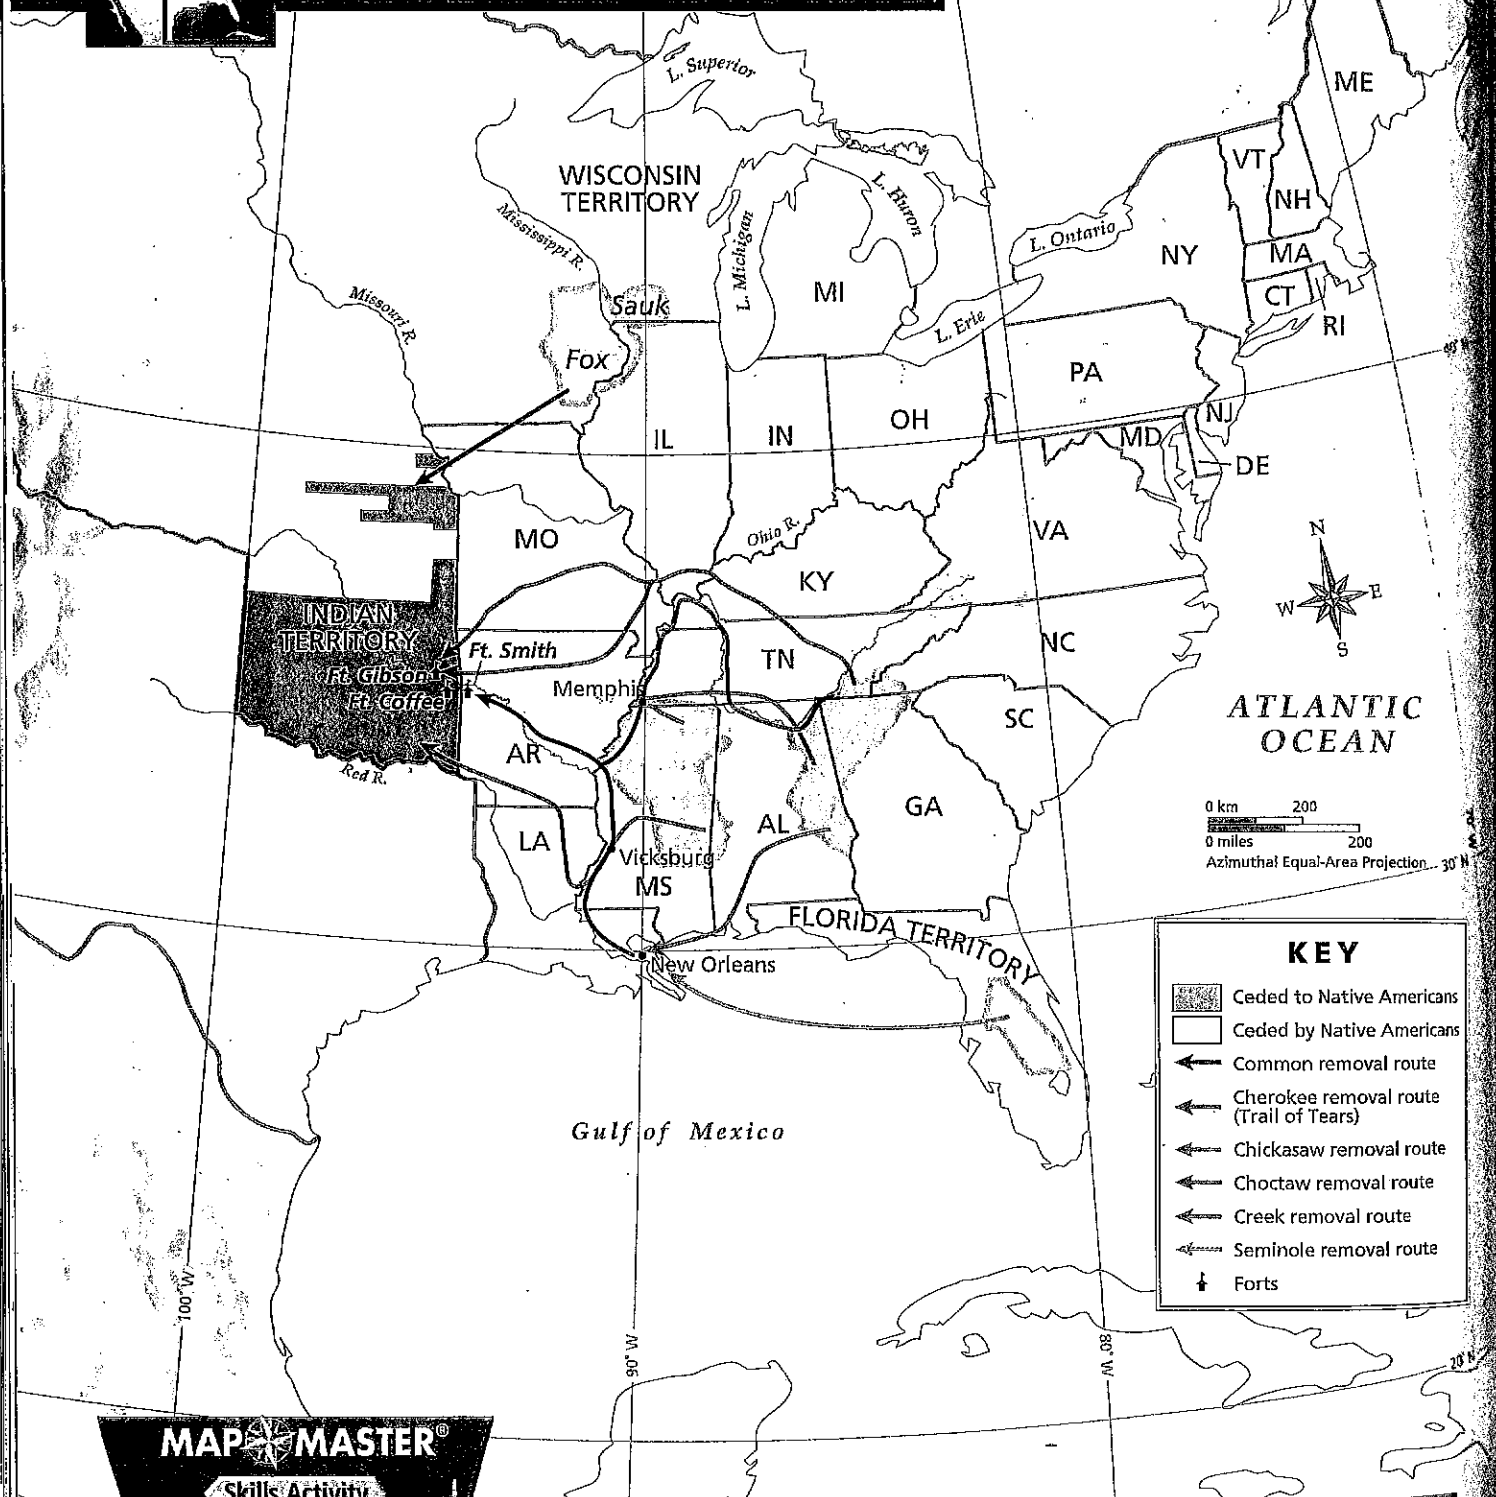 L. Superior
ME
WISCONSIN
TERRITORY
VT
NH
L. Huron
Mississippi R.
L. Michigan
L. Ontario
NY
MA
MI
CT
Missouri R.
Sauk
L. Erie
RI
Fox
PA
40° N
NJ
IL
IN
OH
MD
DE
MO
Ohio R.
VA
N
KY
W
E
S
INDIAN
TERRITORY
Ft. Smith
TN
NC
Ft. Gibson
Memphis
Ft. Coffee
SC
ATLANTIC
OCEAN
AR
Red R.
GA
0 km 200
0 miles 200
Azimuthal Equal-Area Projection
30° N
AL
LA
Vicksburg
MS
FLORIDA TERRITORY
New Orleans
KEY
Ceded to Native Americans
Ceded by Native Americans
Common removal route
Cherokee removal route
(Trail of Tears)
Chickasaw removal route
Choctaw removal route
Creek removal route
Seminole removal route
Forts
Gulf of Mexico
100° W
90° W
80° W
20° N
MAP MASTER®
Skills Activity